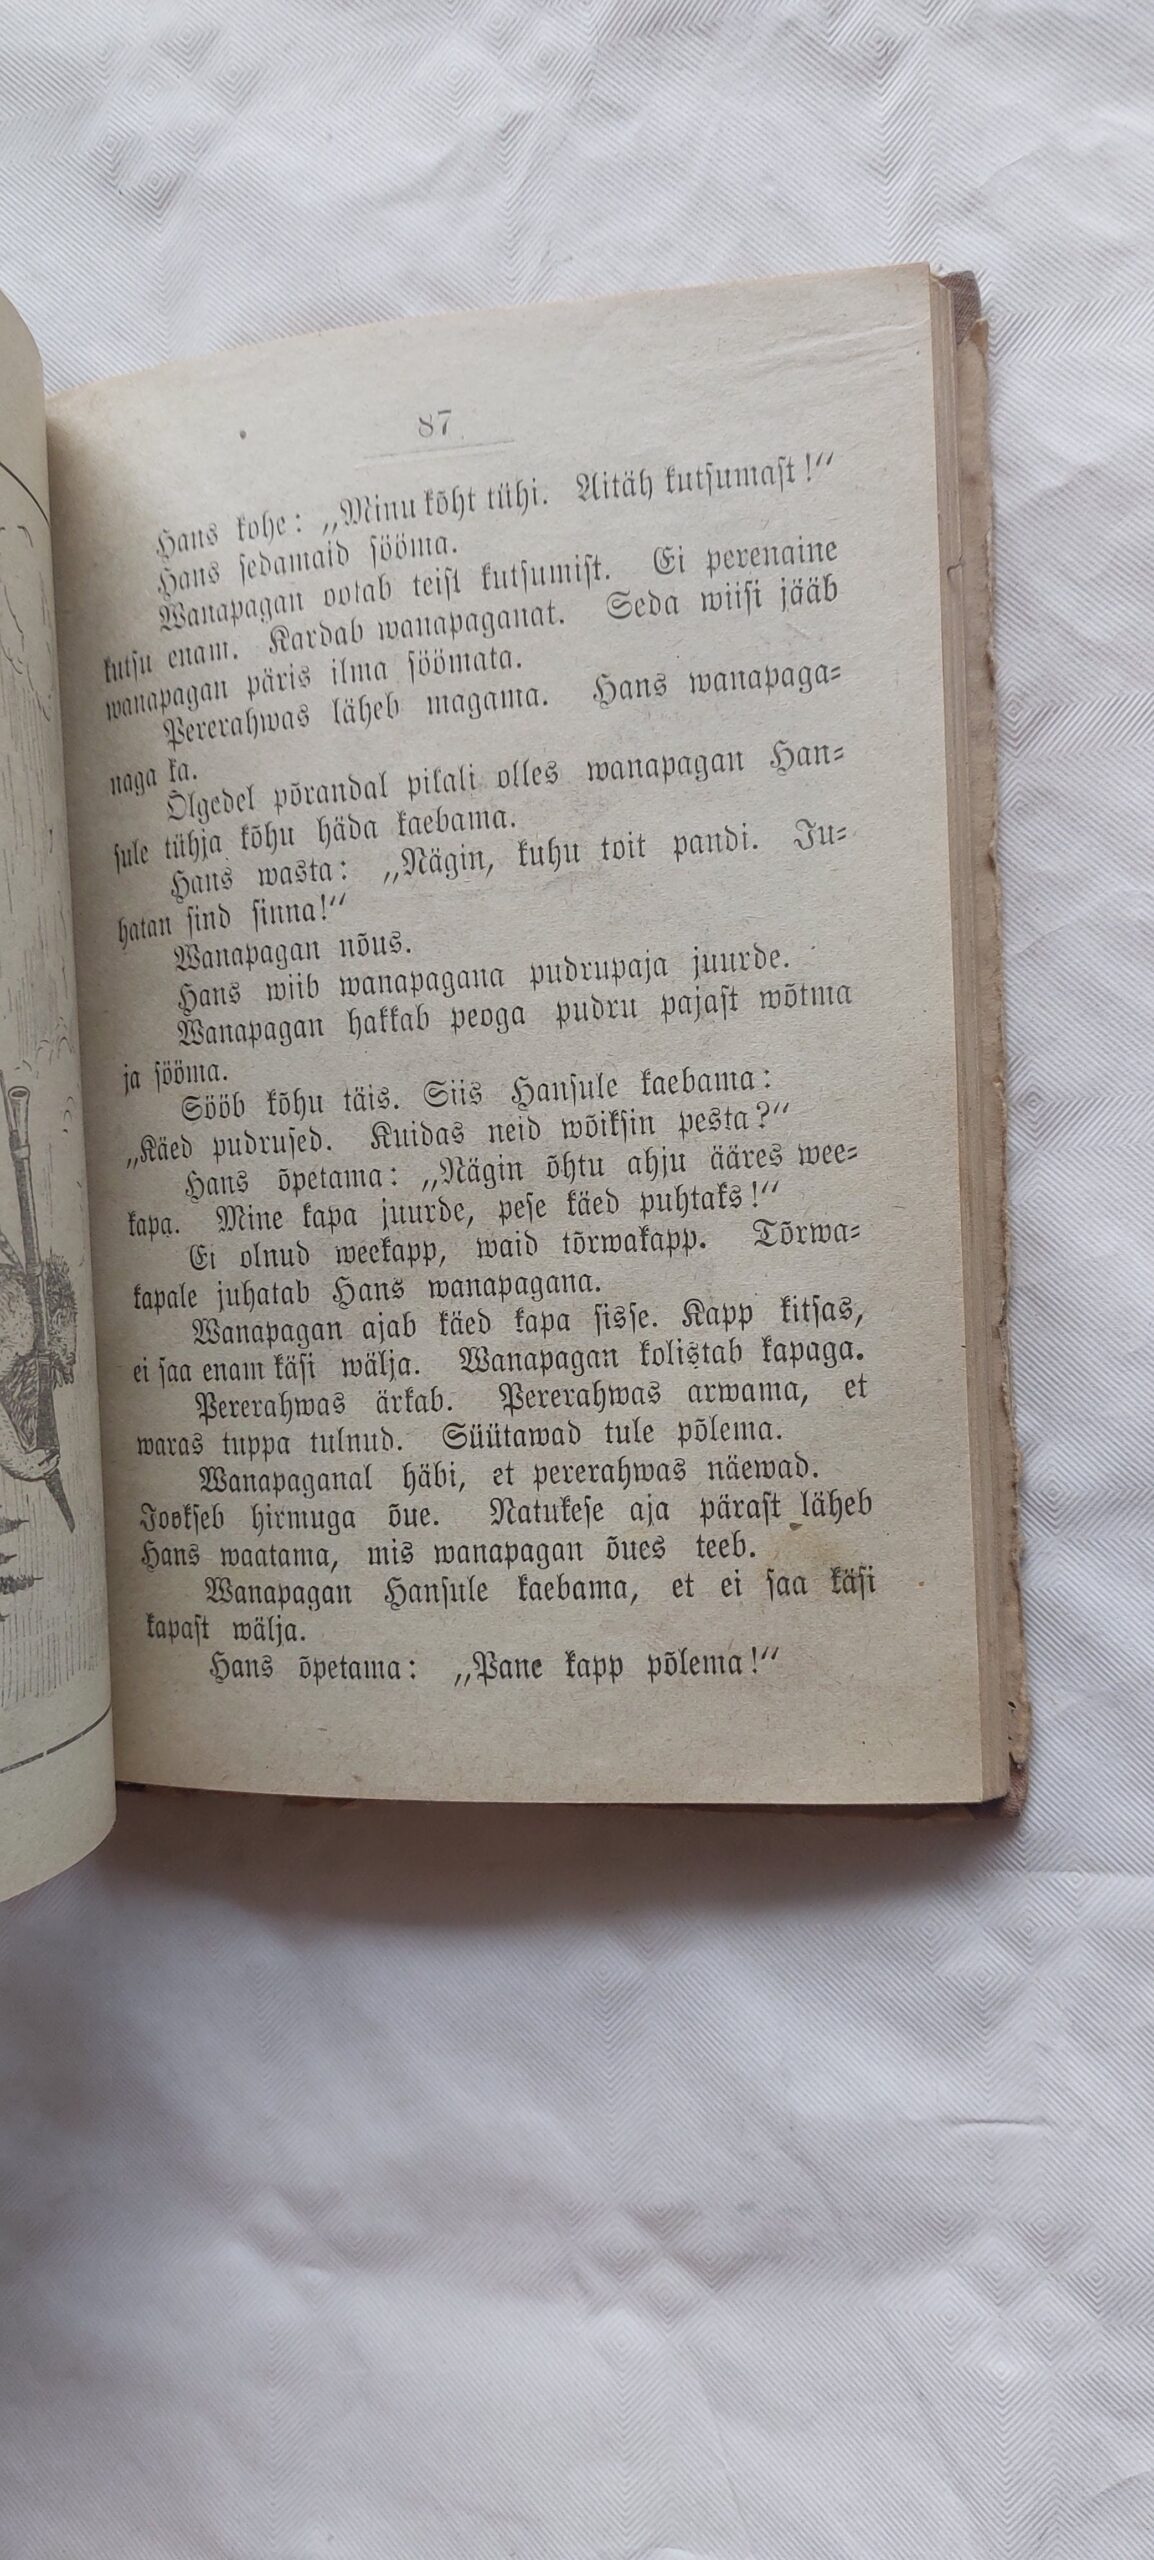 87
Hans kohe: „Minu kõht tühi. Aitäh kutsumast!“
Hans sedamaid sööma.
Wanapagan ootab teist kutsumist. Ei perenaine
kutsu enam. Kardab wanapaganat. Seda wiisi jääb
wanapagan päris ilma söömata.
Pererahwas läheb magama. Hans wanapaga-
naga ka.
Õlgedel põrandal pikali olles wanapagan Han-
sule tühja kõhu häda kaebama.
Hans wasta: „Nägin, kuhu toit pandi. Ju-
hatan sind sinna!“
Wanapagan nõus.
Hans wiib wanapagana pudrupaja juurde.
Wanapagan hakkab peoga pudru pajast wõtma
ja sööma.
Sööb kõhu täis. Siis Hansule kaebama:
„Käed pudrused. Kuidas neid wõiksin pesta?“
Hans õpetama: „Nägin õhtu ahju ääres wee-
kapa. Mine kapa juurde, pese käed puhtaks!“
Ei olnud weekapp, waid tõrwakapp. Tõrwa-
kapale juhatab Hans wanapagana.
Wanapagan ajab käed kapa sisse. Kapp kitsas,
ei saa enam käsi wälja. Wanapagan kolistab kapaga.
Pererahwas ärkab. Pererahwas arwama, et
waras tuppa tulnud. Süütawad tule põlema.
Wanapaganal häbi, et pererahwas näewad.
Jookseb hirmuga õue. Natukese aja pärast läheb
Hans waatama, mis wanapagan õues teeb.
Wanapagan Hansule kaebama, et ei saa käsi
kapast wälja.
Hans õpetama: „Pane kapp põlema!“